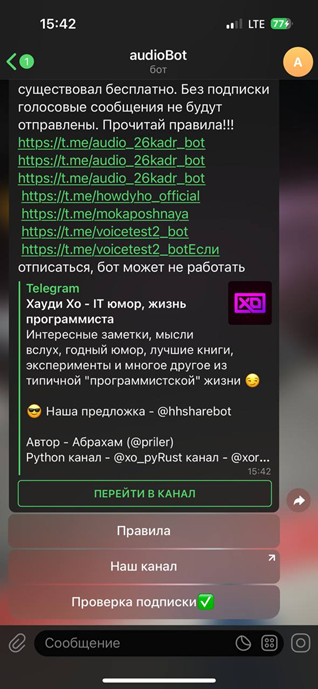 15:42
LTE 77
1
audioBot
бот
A
существовал бесплатно. Без подписки
голосовые сообщения не будут
отправлены. Прочитай правила!!!
https://t.me/audio_26kadr_bot
https://t.me/audio_26kadr_bot
https://t.me/audio_26kadr_bot
https://t.me/howdyho_official
https://t.me/mokaposhnaya
https://t.me/voicetest2_bot
https://t.me/voicetest2_botЕсли
отписаться, бот может не работать
Telegram
Хауди Хо - IT юмор, жизнь
программиста
XO
Интересные заметки, мысли
вслух, годный юмор, лучшие книги,
эксперименты и многое другое из
типичной "программистской" жизни 😏
😎 Наша предложка - @hhsharebot
Автор - Абрахам (@priler)
Python канал - @xo_pyRust канал - @xor...
15:42
ПЕРЕЙТИ В КАНАЛ
Правила
Наш канал
Проверка подписки✅
Сообщение